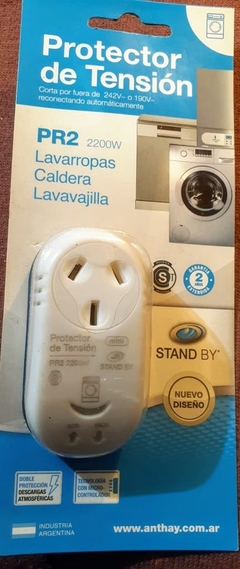 Protector
de Tensión
Corta por fuera de 242V~ o 190V~
reconectando automáticamente
PR2 2200W
Lavarropas
Caldera
Lavavajilla
S
GARANTÍA
2
Protector
de Tensión
PR2 2200W
STAND BY
STAND BY
NUEVO
DISEÑO
DOBLE
PROTECCIÓN
DESCARGAS
ATMOSFÉRICAS
TECNOLOGÍA
CON MICRO
CONTROLADOR
INDUSTRIA
ARGENTINA
www.anthay.com.ar